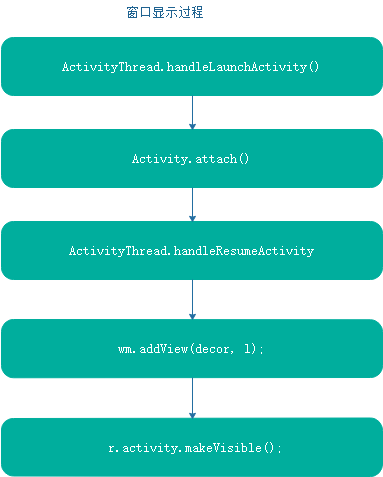 窗口显示过程
ActivityThread.handleLaunchActivity()
Activity.attach()
ActivityThread.handleResumeActivity
wm.addView(decor, l);
r.activity.makeVisible();